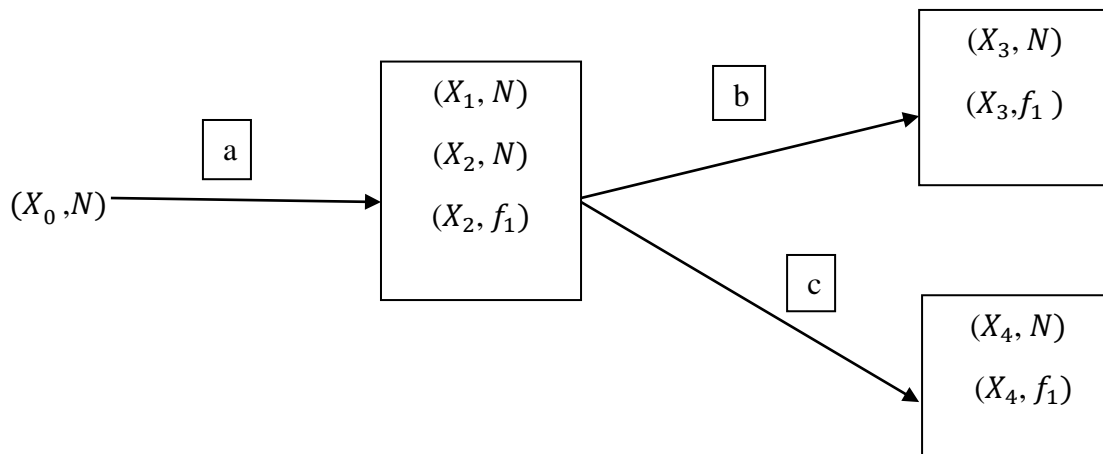 (X₀ ,N)
a
(X₁, N)
(X₂, N)
(X₂, f₁)
b
c
(X₃, N)
(X₃,f₁ )
(X₄, N)
(X₄, f₁)